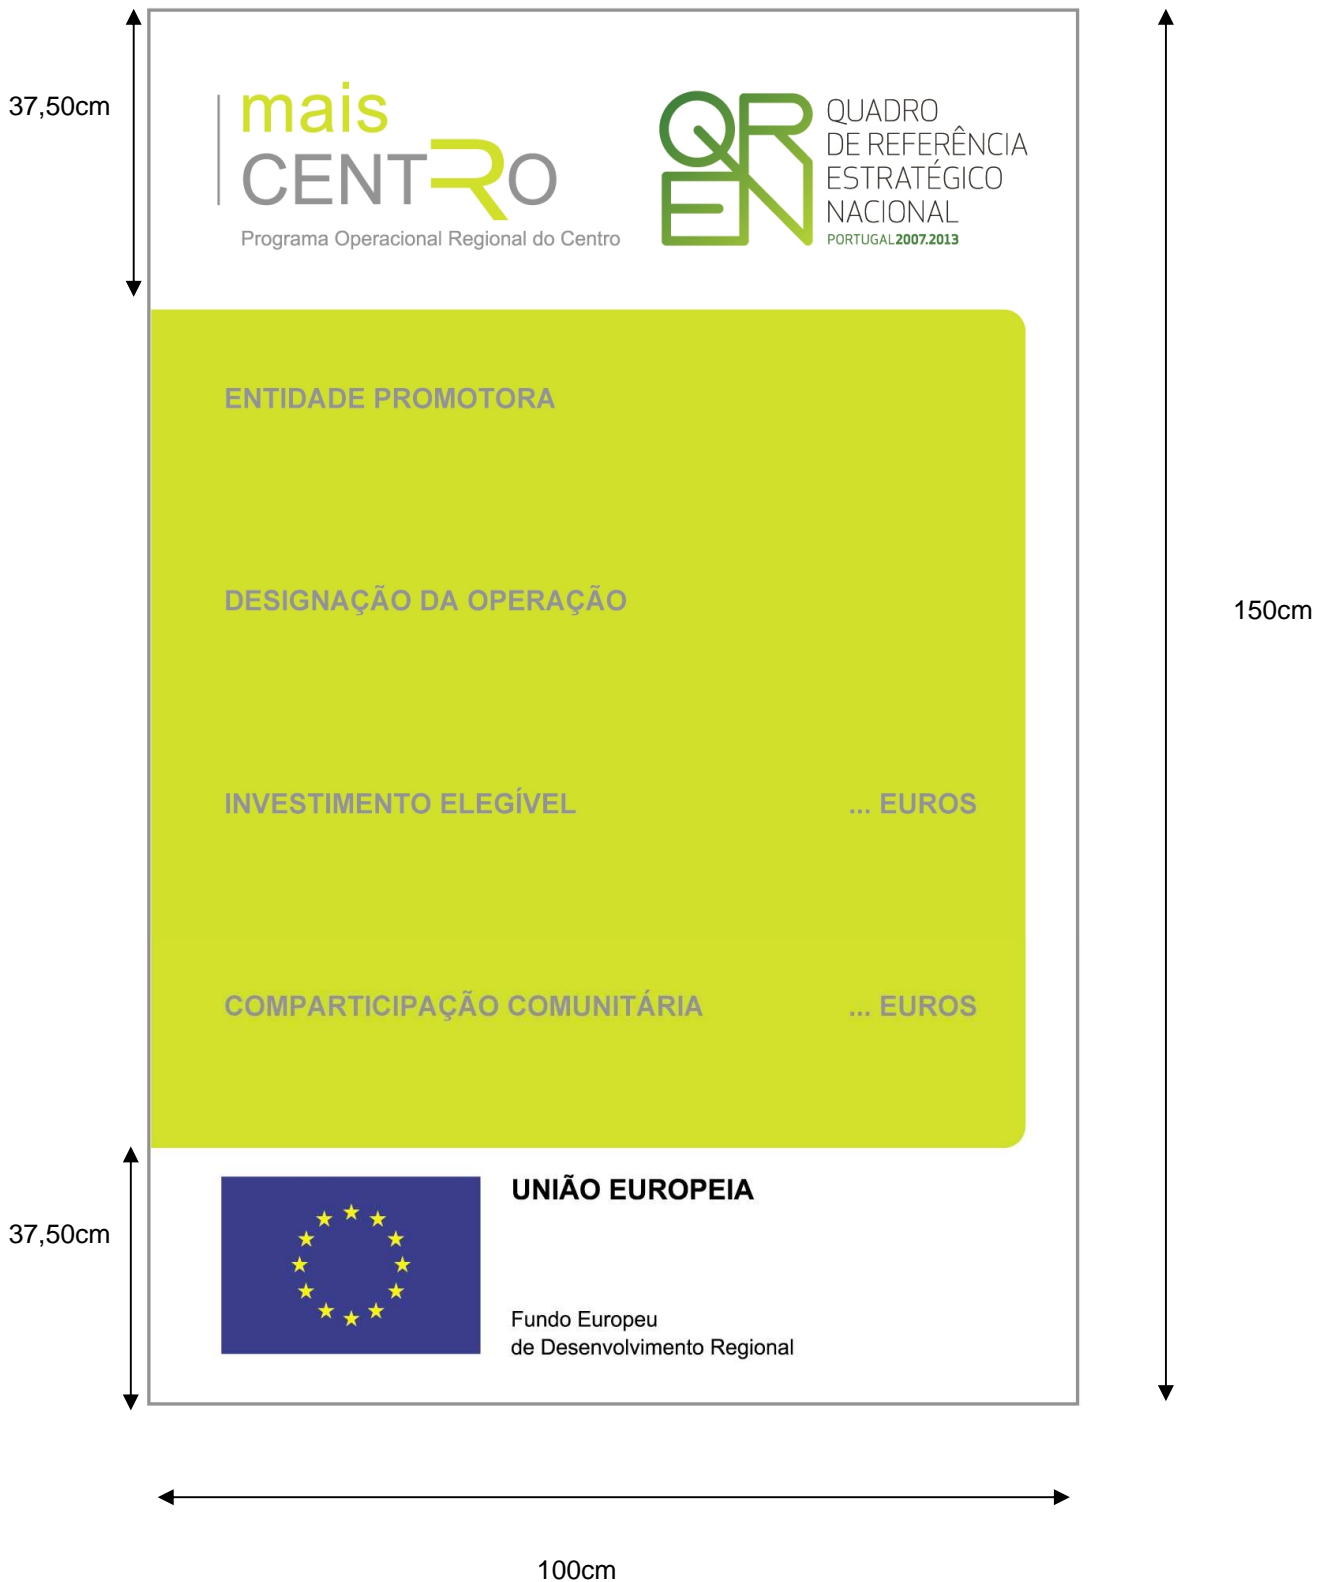 37,50cm
mais
CENTRO
Programa Operacional Regional do Centro
QREN
QUADRO
DE REFERÊNCIA
ESTRATÉGICO
NACIONAL
PORTUGAL2007.2013
ENTIDADE PROMOTORA
DESIGNAÇÃO DA OPERAÇÃO
150cm
INVESTIMENTO ELEGÍVEL ... EUROS
COMPARTICIPAÇÃO COMUNITÁRIA ... EUROS
37,50cm
UNIÃO EUROPEIA
Fundo Europeu
de Desenvolvimento Regional
100cm